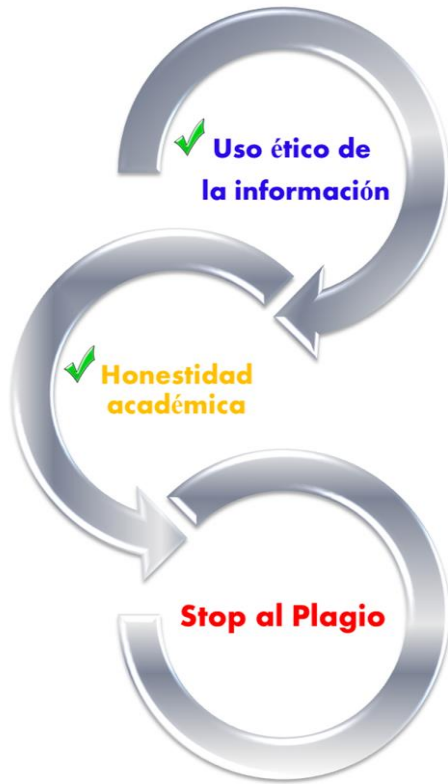 Uso ético de
la información
Honestidad
académica
Stop al Plagio